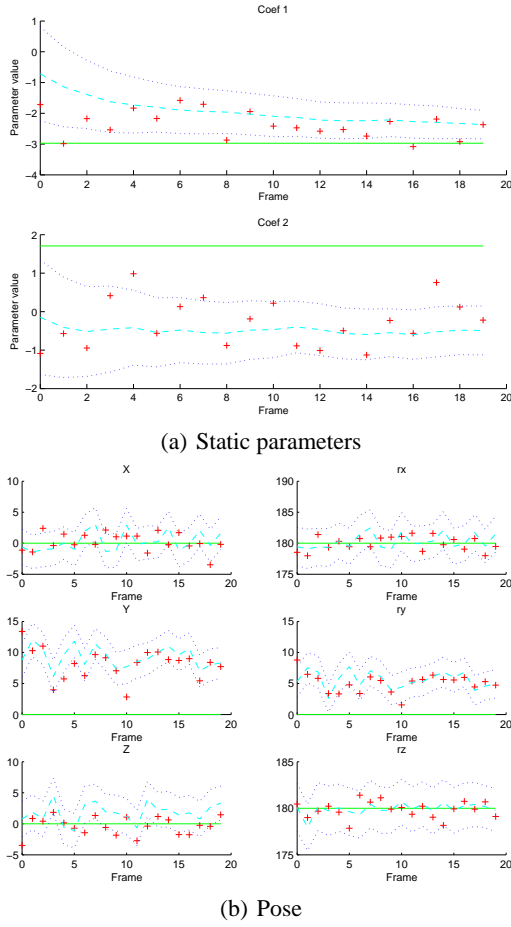 Coef 1
2
1
0
−1
−2
−3
−4
Parameter value
0 2 4 6 8 10 12 14 16 18 20
Frame
Coef 2
2
1
0
−1
−2
Parameter value
0 2 4 6 8 10 12 14 16 18 20
Frame
(a) Static parameters
X
10
5
0
−5
0 5 10 15 20
Frame
rx
190
185
180
175
0 5 10 15 20
Frame
Y
15
10
5
0
0 5 10 15 20
Frame
ry
15
10
5
0
0 5 10 15 20
Frame
Z
10
5
0
−5
0 5 10 15 20
Frame
rz
185
180
175
0 5 10 15 20
Frame
(b) Pose